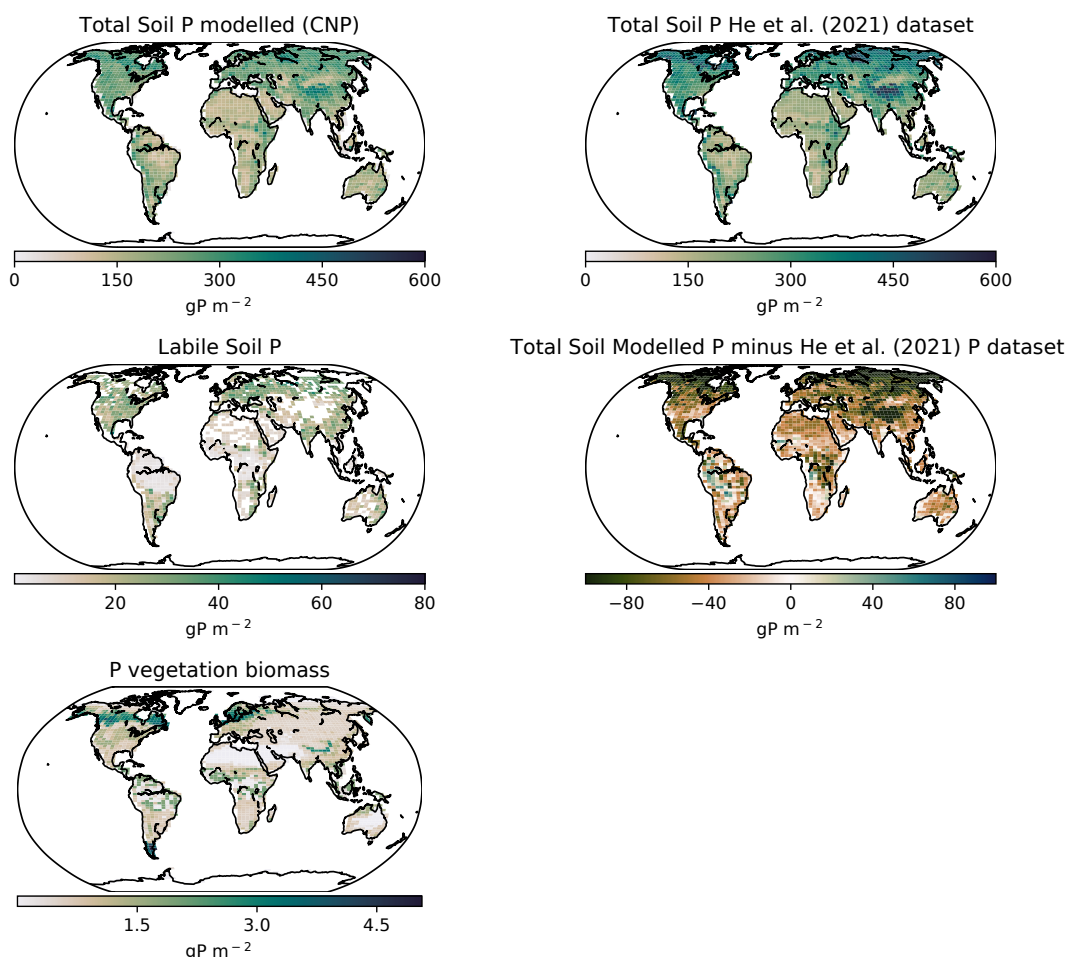 Total Soil P modelled (CNP)
0 150 300 450 600
gP m⁻²
Total Soil P He et al. (2021) dataset
0 150 300 450 600
gP m⁻²
Labile Soil P
20 40 60 80
gP m⁻²
Total Soil Modelled P minus He et al. (2021) P dataset
−80 −40 0 40 80
gP m⁻²
P vegetation biomass
1.5 3.0 4.5
gP m⁻²